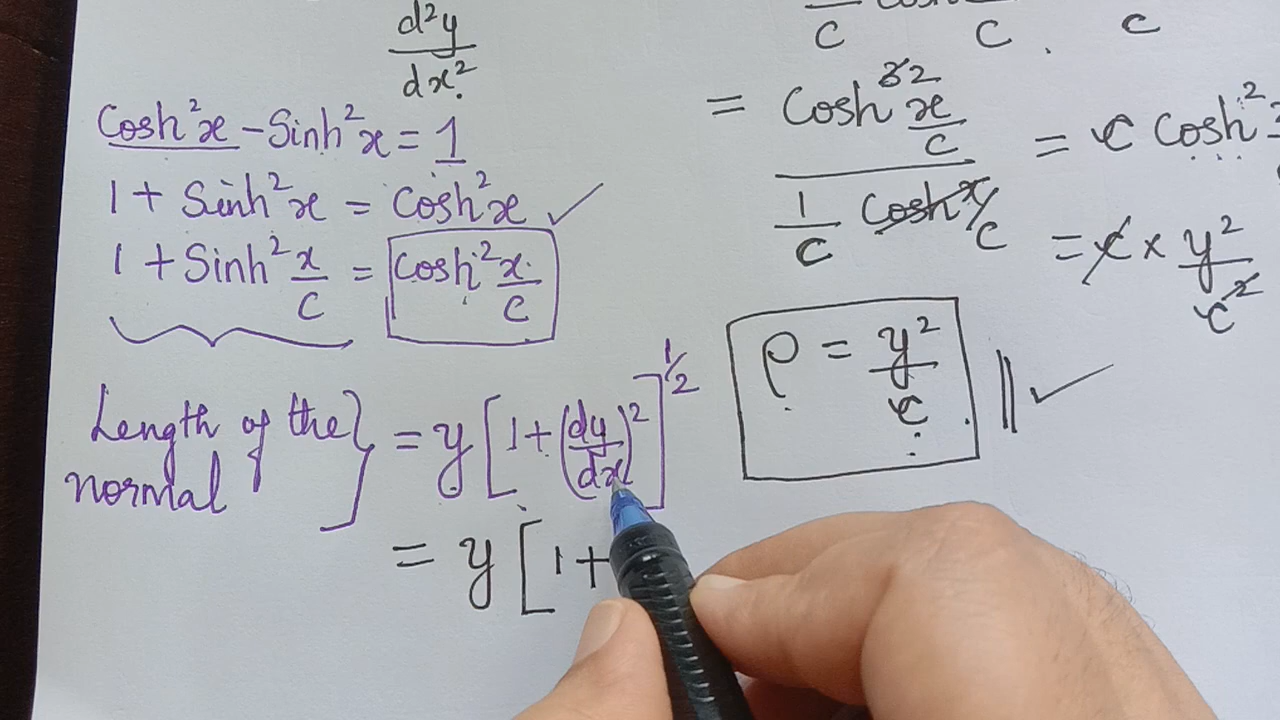 d²y
dx²
Cosh²x - Sinh²x = 1
1 + Sinh²x = Cosh²x ✓
1 + Sinh² x/c = Cosh² x/c
Length of the normal } = y [1 + (dy/dx)²]^1/2
= y [1 +
c c . c
= Cosh³² x/c
1/c Cosh x/c
= c Cosh²
= c × y²/c²
ρ = y²/c ✓